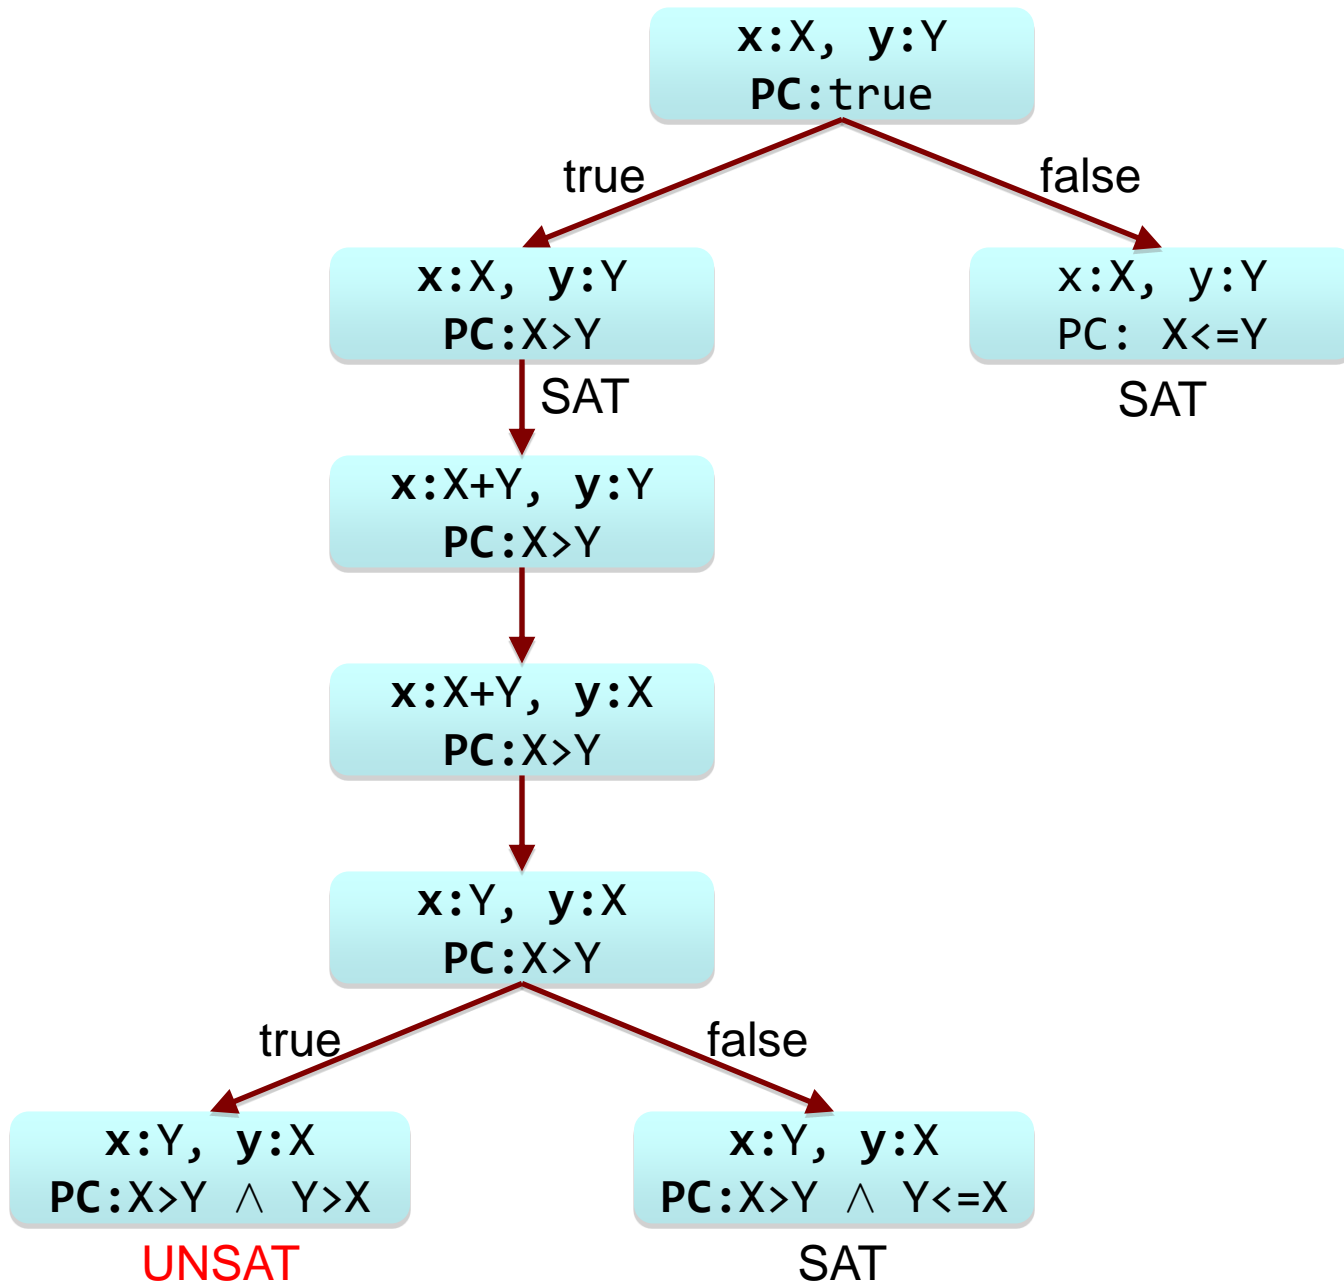 x:X, y:Y
PC:true
true
false
x:X, y:Y
PC:X>Y
x:X, y:Y
PC: X<=Y
SAT
SAT
x:X+Y, y:Y
PC:X>Y
x:X+Y, y:X
PC:X>Y
x:Y, y:X
PC:X>Y
true
false
x:Y, y:X
PC:X>Y ∧ Y>X
x:Y, y:X
PC:X>Y ∧ Y<=X
UNSAT
SAT